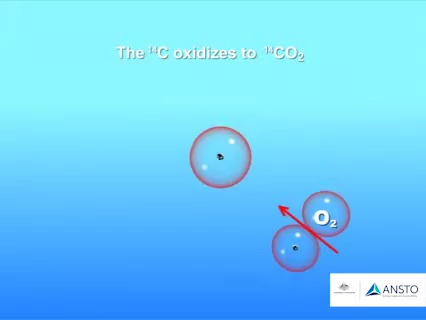 The ¹⁴C oxidizes to ¹⁴CO₂
O₂
ANSTO